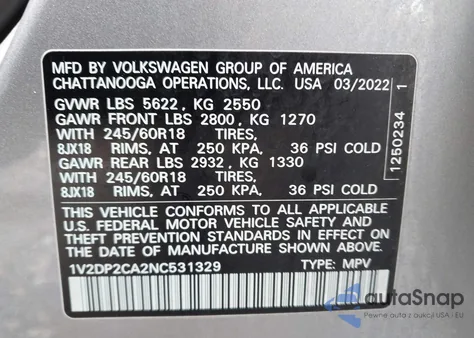 MFD BY VOLKSWAGEN GROUP OF AMERICA
CHATTANOOGA OPERATIONS, LLC. USA 03/2022
GVWR LBS 5622, KG 2550
GAWR FRONT LBS 2800, KG 1270
WITH 245/60R18 TIRES,
8JX18 RIMS, AT 250 KPA, 36 PSI COLD
GAWR REAR LBS 2932, KG 1330
WITH 245/60R18 TIRES,
8JX18 RIMS, AT 250 KPA, 36 PSI COLD
THIS VEHICLE CONFORMS TO ALL APPLICABLE
U.S. FEDERAL MOTOR VEHICLE SAFETY AND
THEFT PREVENTION STANDARDS IN EFFECT ON
THE DATE OF MANUFACTURE SHOWN ABOVE.
1V2DP2CA2NC531329 TYPE: MPV
1250234 1
autoSnap
Pewne auta z USA i EU